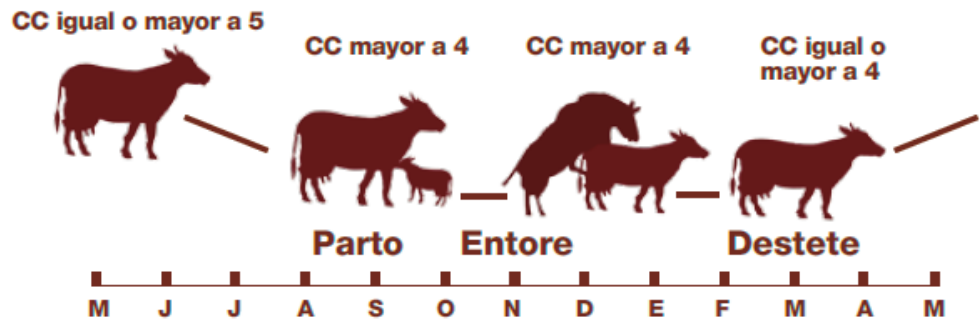 CC igual o mayor a 5
CC mayor a 4
CC mayor a 4
CC igual o
mayor a 4
Parto
Entore
Destete
M J J A S O N D E F M A M